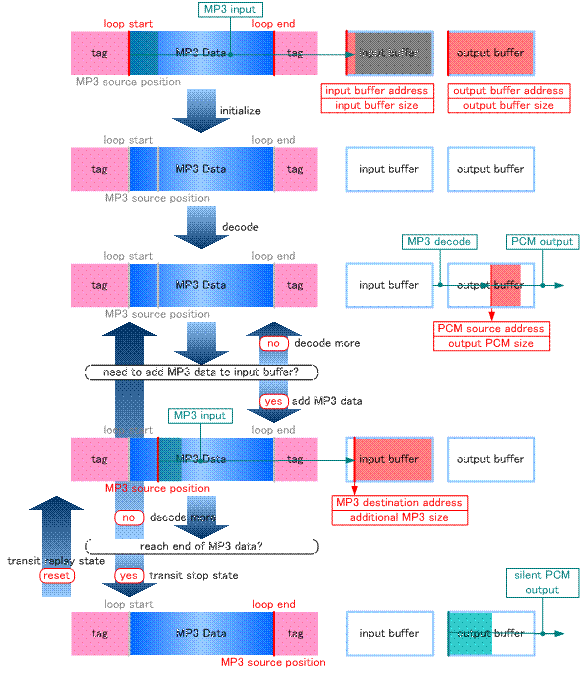 MP3 input
loop start
loop end
tag
MP3 Data
tag
input buffer
output buffer
MP3 source position
input buffer address
input buffer size
output buffer address
output buffer size
initialize
loop start
loop end
tag
MP3 Data
tag
input buffer
output buffer
MP3 source position
decode
loop start
loop end
MP3 decode
PCM output
tag
MP3 Data
tag
input buffer
output buffer
MP3 source position
PCM source address
output PCM size
no
decode more
need to add MP3 data to input buffer?
yes
add MP3 data
MP3 input
loop start
loop end
tag
MP3 Data
tag
input buffer
output buffer
MP3 source position
MP3 destination address
additional MP3 size
no
decode more
reach end of MP3 data?
transit replay state
reset
yes
transit stop state
silent PCM
output
loop start
loop end
tag
MP3 Data
tag
input buffer
output buffer
MP3 source position